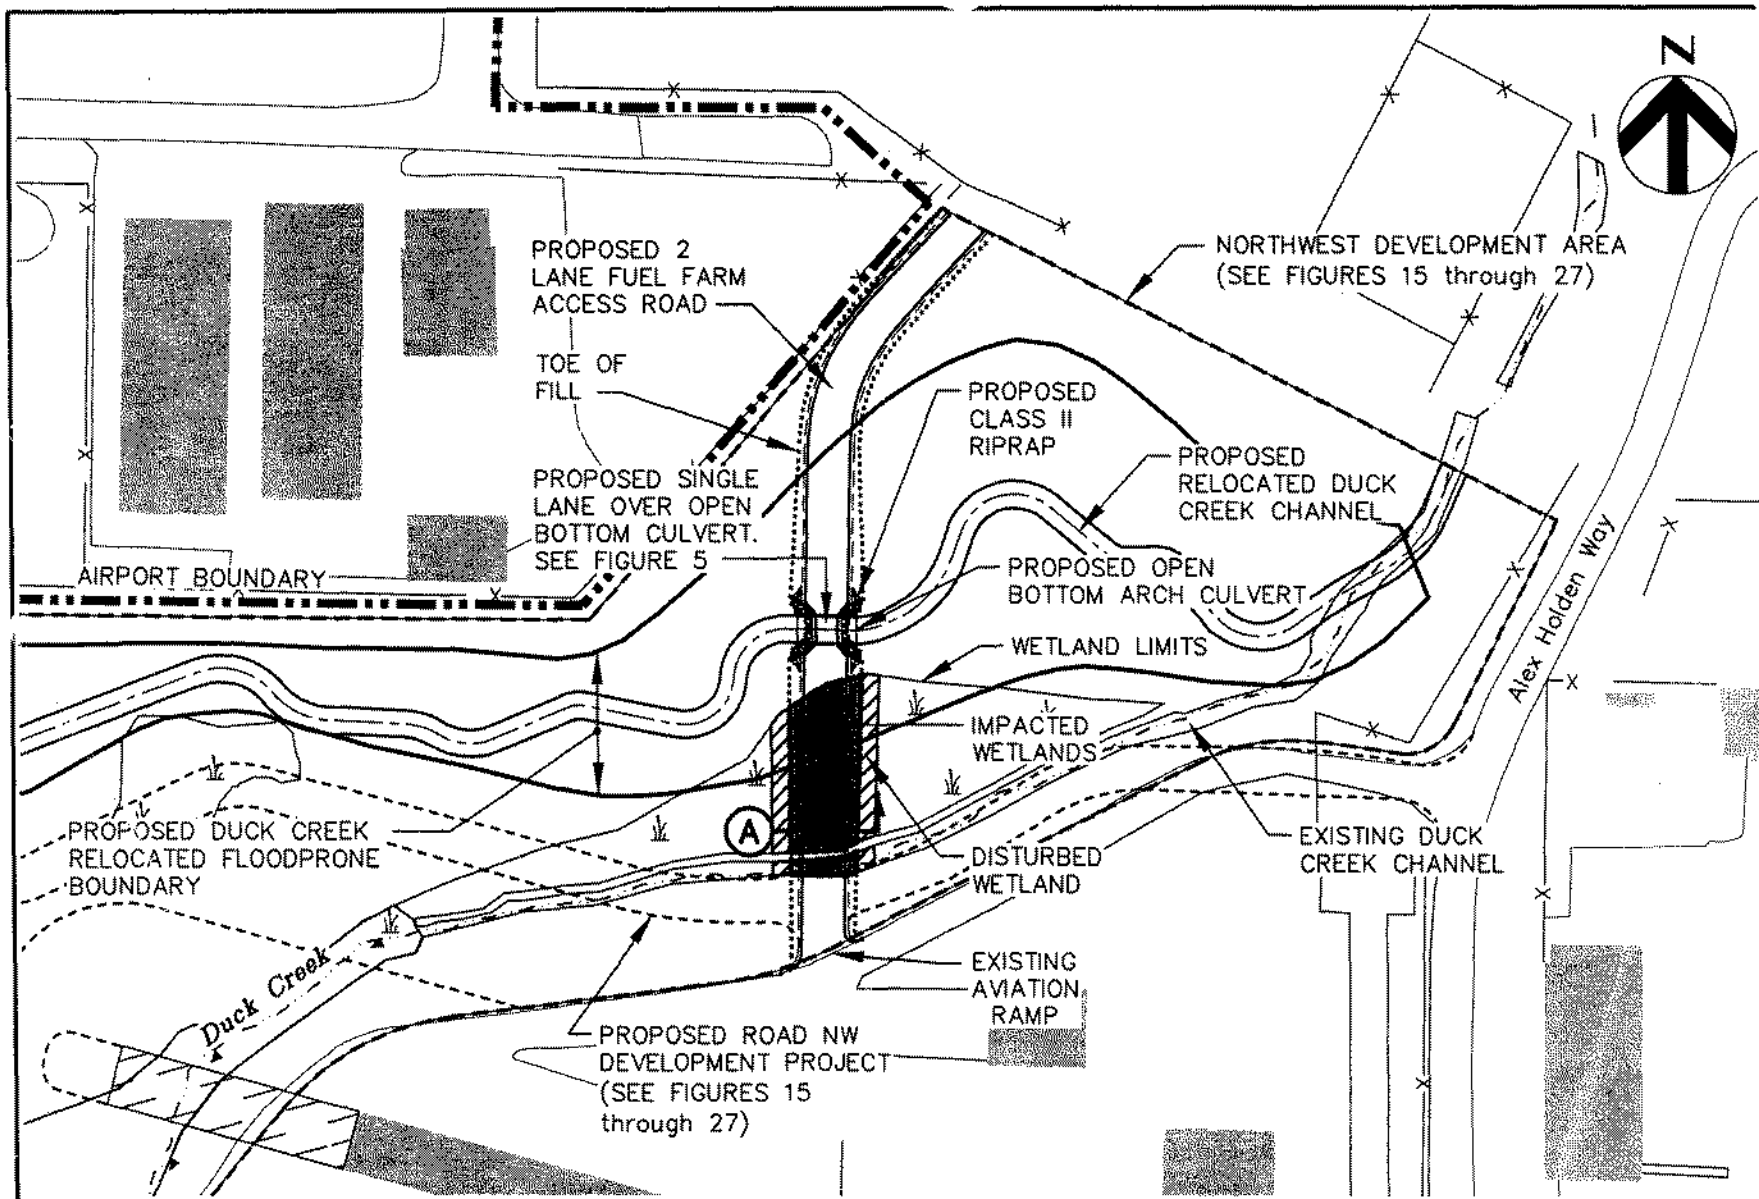 N
PROPOSED 2
LANE FUEL FARM
ACCESS ROAD
NORTHWEST DEVELOPMENT AREA
(SEE FIGURES 15 through 27)
TOE OF
FILL
PROPOSED
CLASS II
RIPRAP
PROPOSED SINGLE
LANE OVER OPEN
BOTTOM CULVERT.
SEE FIGURE 5
PROPOSED
RELOCATED DUCK
CREEK CHANNEL
AIRPORT BOUNDARY
PROPOSED OPEN
BOTTOM ARCH CULVERT
Alex Holden Way
WETLAND LIMITS
IMPACTED
WETLANDS
A
PROPOSED DUCK CREEK
RELOCATED FLOODPRONE
BOUNDARY
EXISTING DUCK
CREEK CHANNEL
DISTURBED
WETLAND
Duck Creek
EXISTING
AVIATION
RAMP
PROPOSED ROAD NW
DEVELOPMENT PROJECT
(SEE FIGURES 15
through 27)